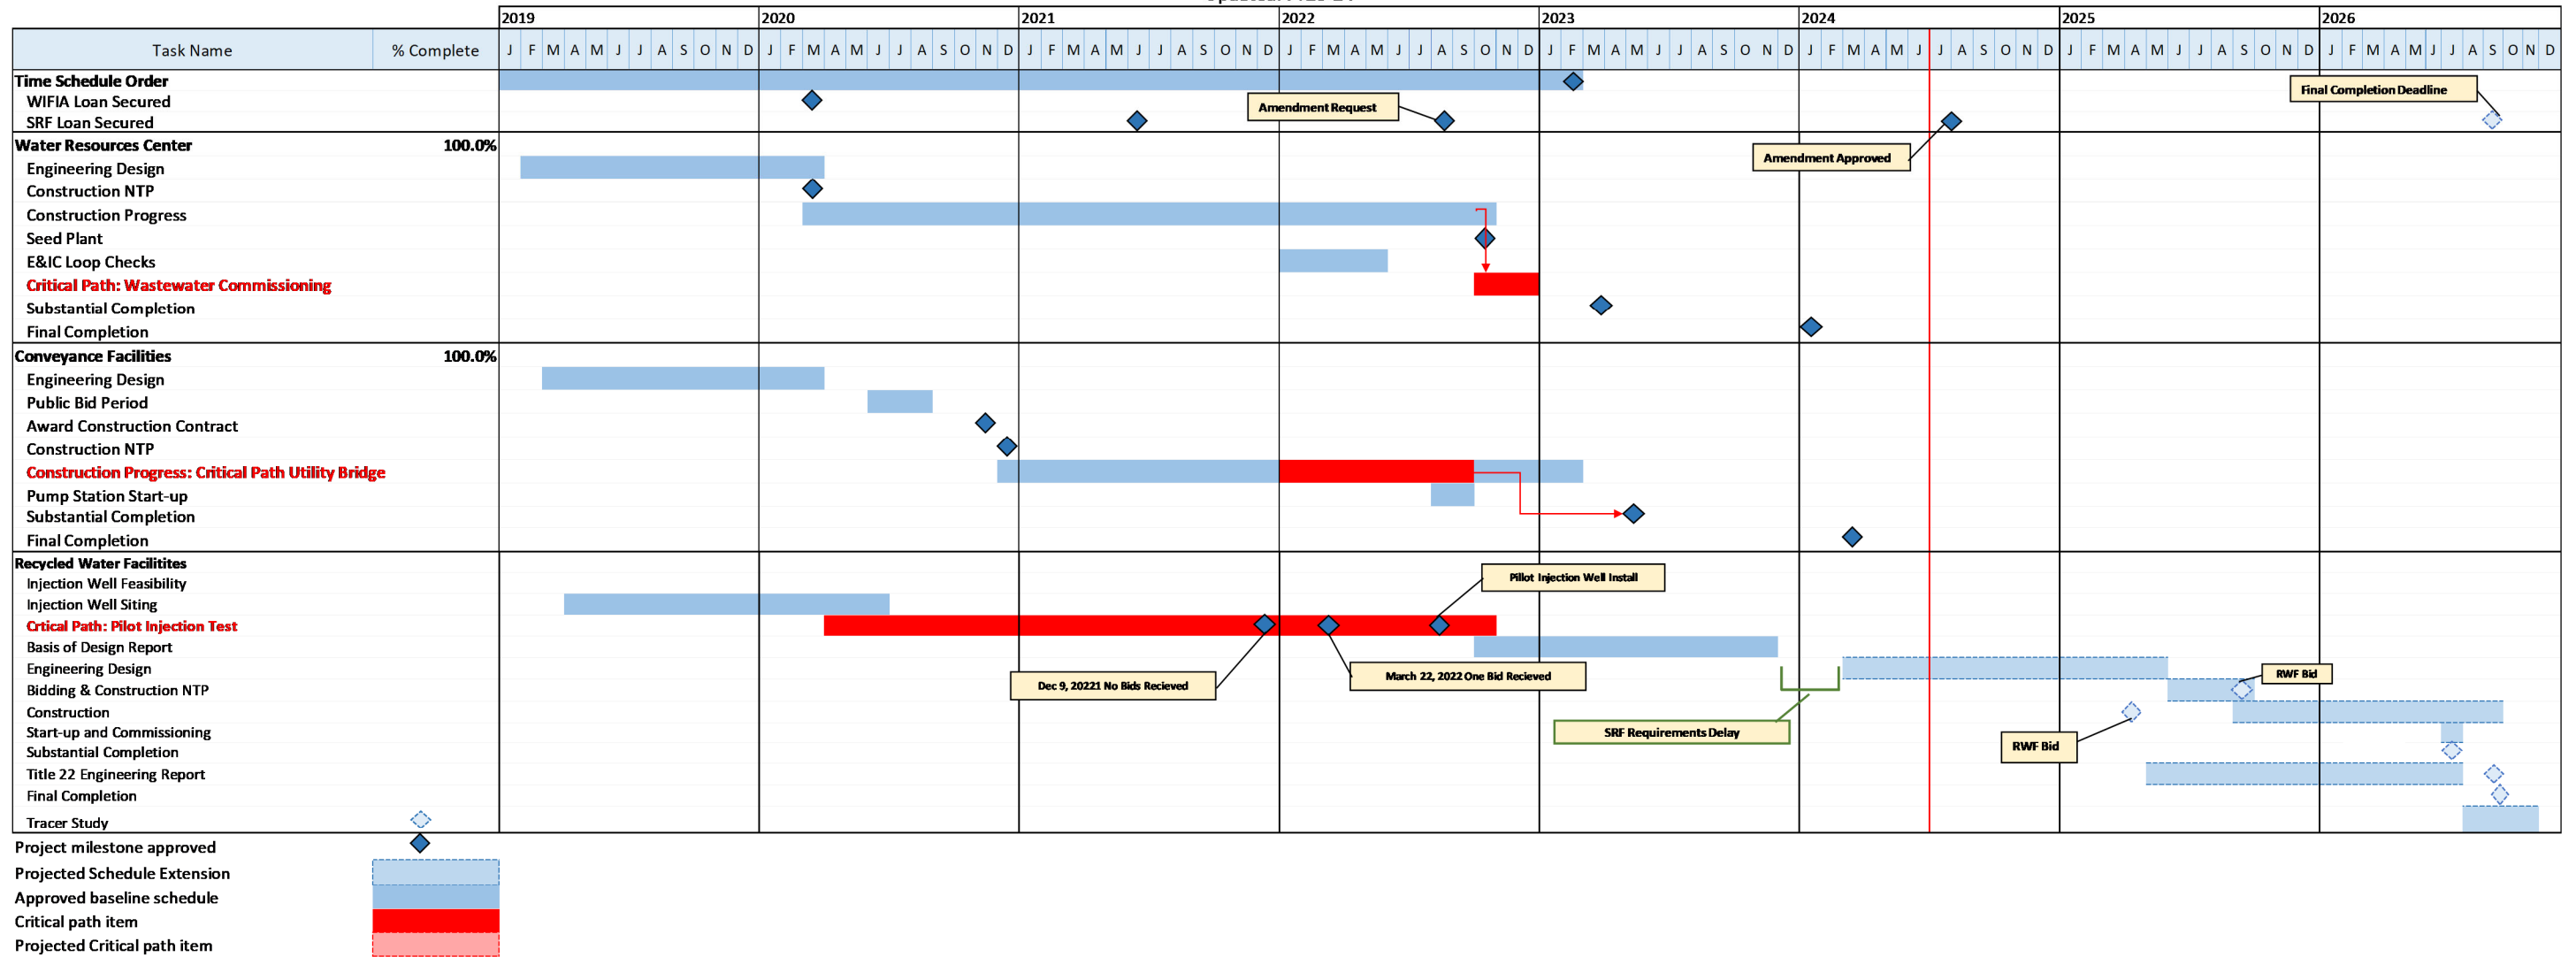 2019 2020 2021 2022 2023 2024 2025 2026
Task Name % Complete J F M A M J J A S O N D J F M A M J J A S O N D J F M A M J J A S O N D J F M A M J J A S O N D J F M A M J J A S O N D J F M A M J J A S O N D J F M A M J J A S O N D J F M A M J J A S O N D
Time Schedule Order
Final Completion Deadline
WIFIA Loan Secured
Amendment Request
SRF Loan Secured
Water Resources Center 100.0%
Amendment Approved
Engineering Design
Construction NTP
Construction Progress
Seed Plant
E&IC Loop Checks
Critical Path: Wastewater Commissioning
Substantial Completion
Final Completion
Conveyance Facilities 100.0%
Engineering Design
Public Bid Period
Award Construction Contract
Construction NTP
Construction Progress: Critical Path Utility Bridge
Pump Station Start-up
Substantial Completion
Final Completion
Recycled Water Facilitites
Pillot Injection Well Install
Injection Well Feasibility
Injection Well Siting
Crtical Path: Pilot Injection Test
Basis of Design Report
Engineering Design
March 22, 2022 One Bid Recieved
RWF Bid
Dec 9, 20221 No Bids Recieved
Bidding & Construction NTP
Construction
Start-up and Commissioning
SRF Requirements Delay
RWF Bid
Substantial Completion
Title 22 Engineering Report
Final Completion
Tracer Study
Project milestone approved
Projected Schedule Extension
Approved baseline schedule
Critical path item
Projected Critical path item